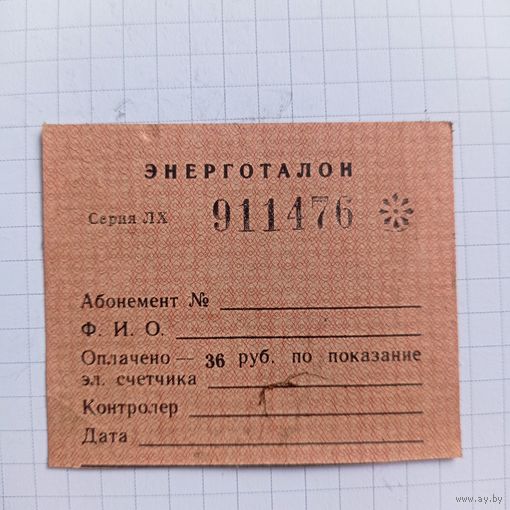 ЭНЕРГОТАЛОН
Серия ЛХ 911476
Абонемент №
Ф. И. О.
Оплачено — 36 руб. по показание
эл. счетчика
Контролер
Дата
www.ay.by